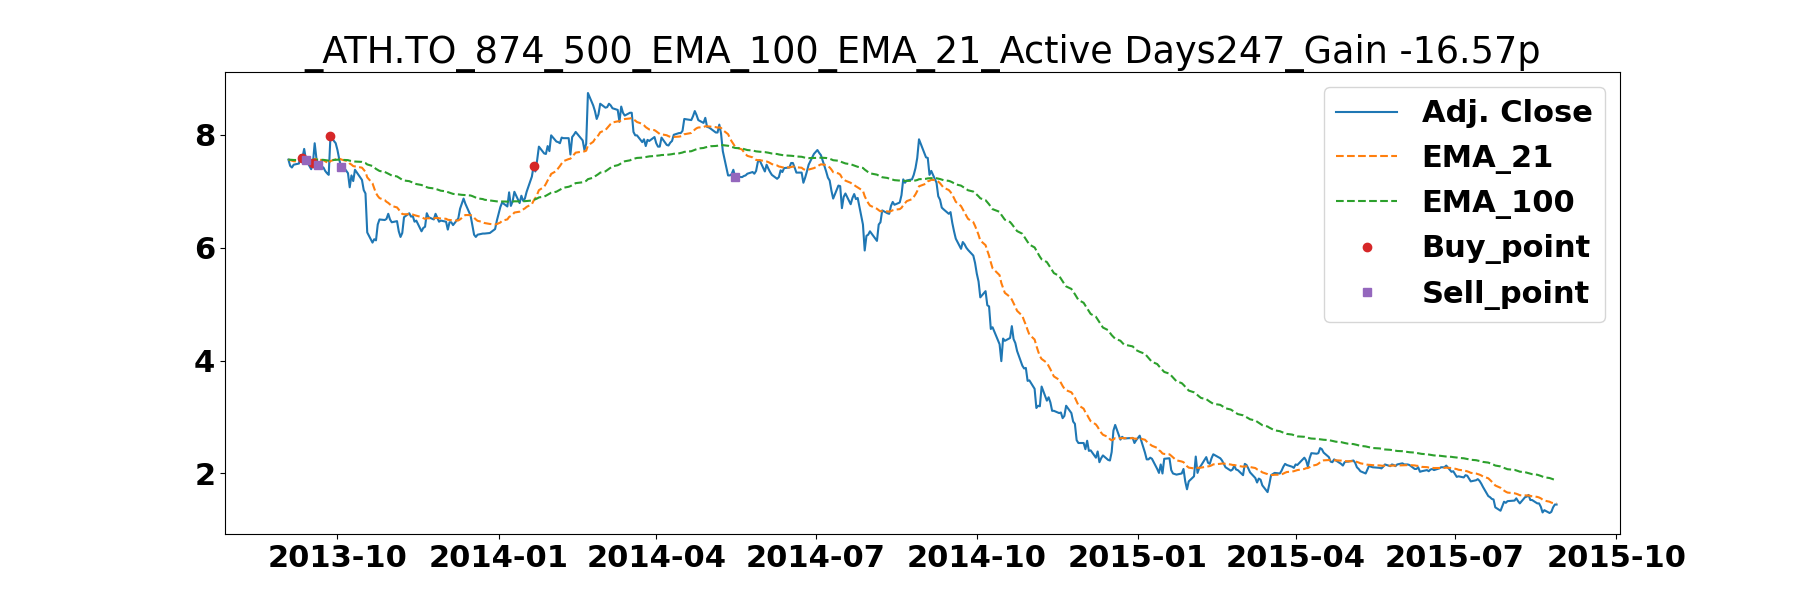 _ATH.TO_874_500_EMA_100_EMA_21_Active Days247_Gain -16.57p
Adj. Close
EMA_21
EMA_100
Buy_point
Sell_point
8
6
4
2
2013-10 2014-01 2014-04 2014-07 2014-10 2015-01 2015-04 2015-07 2015-10